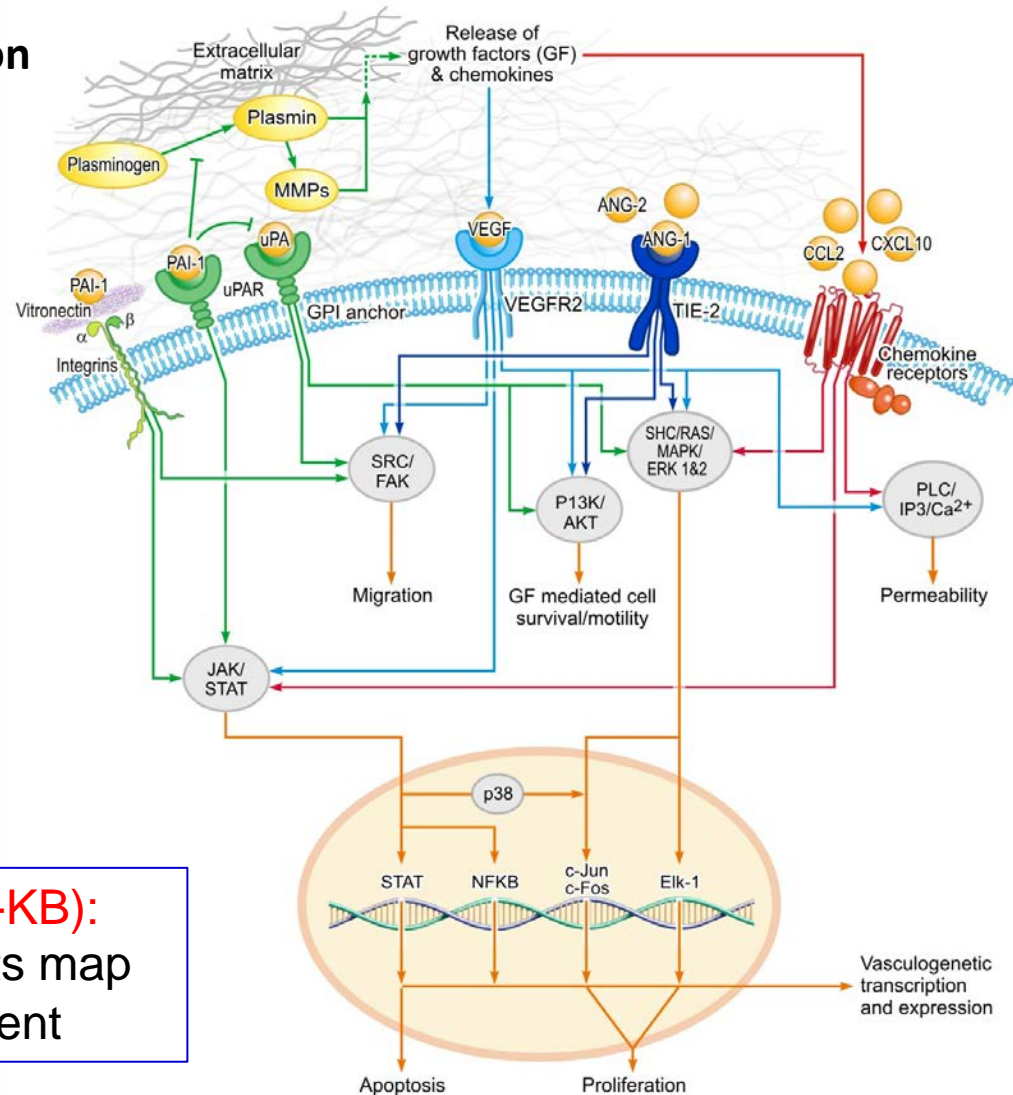 on
Release of
growth factors (GF)
& chemokines
Extracellular
matrix
Plasmin
Plasminogen
MMPs
ANG-2
VEGF
ANG-1
uPA
CCL2
CXCL10
PAI-1
PAI-1
uPAR
Vitronectin
β
α
GPI anchor
VEGFR2
TIE-2
Integrins
Chemokine
receptors
SRC/
FAK
SHC/RAS/
MAPK/
ERK 1&2
P13K/
AKT
PLC/
IP3/Ca2+
Migration
GF mediated cell
survival/motility
Permeability
JAK/
STAT
p38
STAT
NFKB
c-Jun
c-Fos
Elk-1
-KB):
ts map
ent
Vasculogenetic
transcription
and expression
Apoptosis
Proliferation